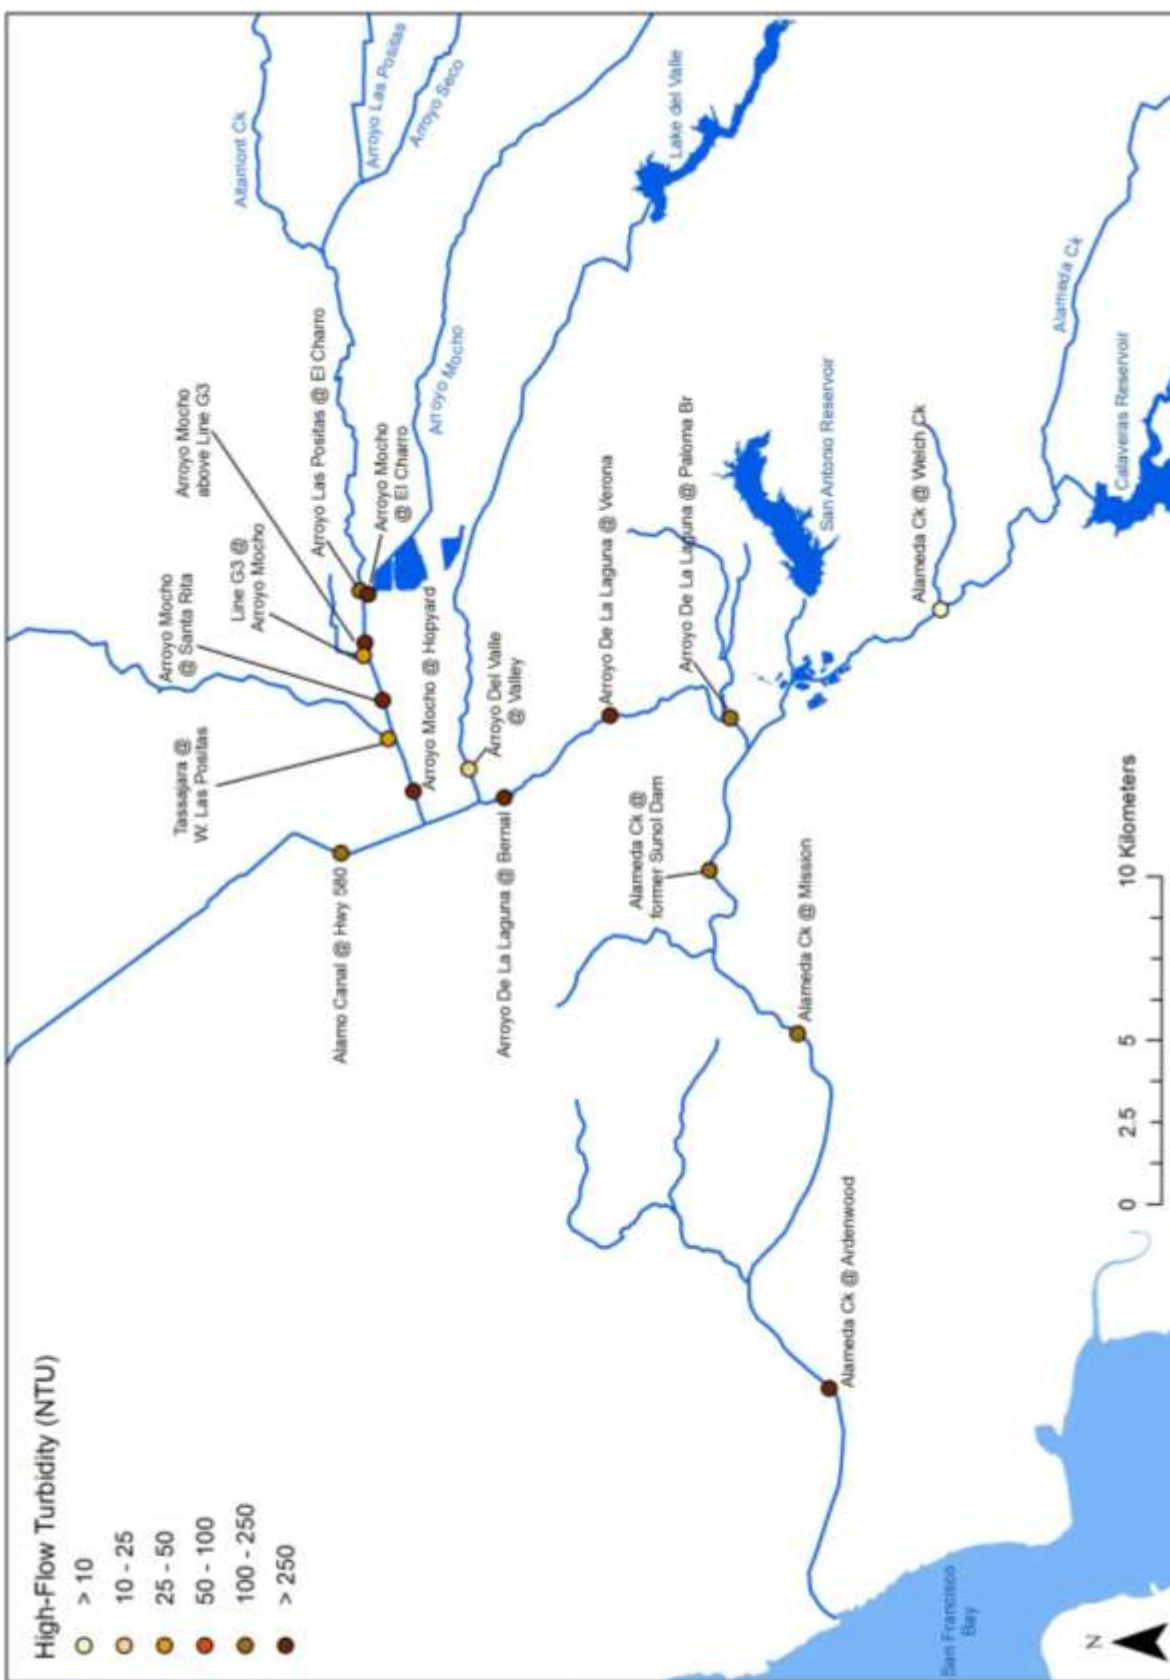 High-Flow Turbidity (NTU)
> 10
10 - 25
25 - 50
50 - 100
100 - 250
> 250
Altamont Ck
Arroyo Las Positas
Arroyo Seco
Arroyo Mocho
Lake del Valle
Arroyo Mocho
above Line G3
Arroyo Las Positas @ El Charro
Arroyo Mocho
@ El Charro
Line G3 @
Arroyo Mocho
Arroyo Mocho
@ Santa Rita
Tassajara @
W. Las Positas
Arroyo Mocho @ Hopyard
Arroyo Del Valle
@ Valley
Alamo Canal @ Hwy 580
Arroyo De La Laguna @ Bernal
Arroyo De La Laguna @ Verona
Arroyo De La Laguna @ Paloma Br
San Antonio Reservoir
Alameda Ck @ Welch Ck
Alameda Ck
Calaveras Reservoir
Alameda Ck @
former Sunol Dam
Alameda Ck @ Mission
Alameda Ck @ Ardenwood
San Francisco
Bay
N
0
2.5
5
10 Kilometers